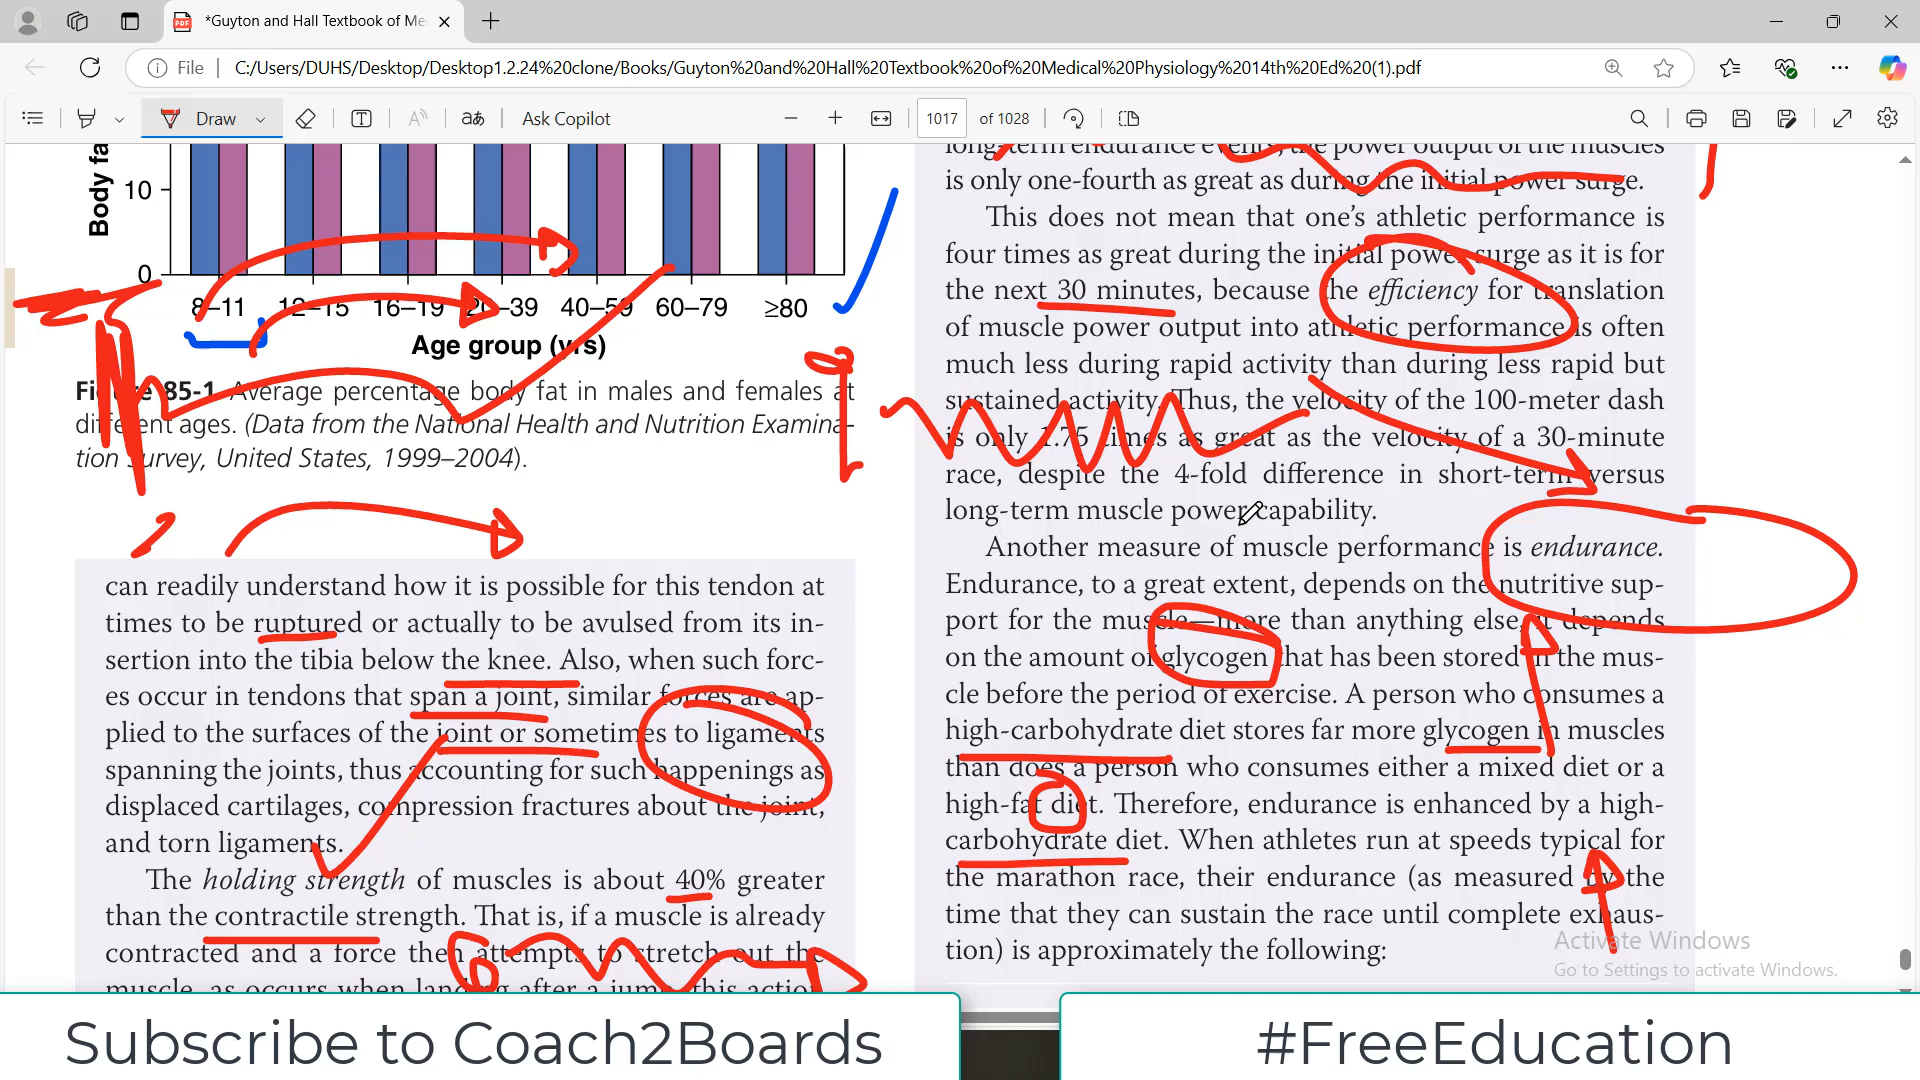 *Guyton and Hall Textbook of Me
File
C:/Users/DUHS/Desktop/Desktop1.2.24%20clone/Books/Guyton%20and%20Hall%20Textbook%20of%20Medical%20Physiology%2014th%20Ed%20(1).pdf
Draw
Ask Copilot
1017 of 1028
Body fa
10
0
8–11 12–15 16–19 20–39 40–59 60–79 ≥80
Age group (yrs)
Figure 85-1 Average percentage body fat in males and females at
different ages. (Data from the National Health and Nutrition Examina-
tion Survey, United States, 1999–2004).
can readily understand how it is possible for this tendon at
times to be ruptured or actually to be avulsed from its in-
sertion into the tibia below the knee. Also, when such forc-
es occur in tendons that span a joint, similar forces are ap-
plied to the surfaces of the joint or sometimes to ligaments
spanning the joints, thus accounting for such happenings as
displaced cartilages, compression fractures about the joint,
and torn ligaments.
The holding strength of muscles is about 40% greater
than the contractile strength. That is, if a muscle is already
contracted and a force then attempts to stretch out the
muscle, as occurs when landing after a jump, this action
long-term endurance events, the power output of the muscles
is only one-fourth as great as during the initial power surge.
This does not mean that one’s athletic performance is
four times as great during the initial power surge as it is for
the next 30 minutes, because the efficiency for translation
of muscle power output into athletic performance is often
much less during rapid activity than during less rapid but
sustained activity. Thus, the velocity of the 100-meter dash
is only 1.75 times as great as the velocity of a 30-minute
race, despite the 4-fold difference in short-term versus
long-term muscle power capability.
Another measure of muscle performance is endurance.
Endurance, to a great extent, depends on the nutritive sup-
port for the muscle—more than anything else, it depends
on the amount of glycogen that has been stored in the mus-
cle before the period of exercise. A person who consumes a
high-carbohydrate diet stores far more glycogen in muscles
than does a person who consumes either a mixed diet or a
high-fat diet. Therefore, endurance is enhanced by a high-
carbohydrate diet. When athletes run at speeds typical for
the marathon race, their endurance (as measured by the
time that they can sustain the race until complete exhaus-
tion) is approximately the following:
Activate Windows
Go to Settings to activate Windows.
Subscribe to Coach2Boards
#FreeEducation